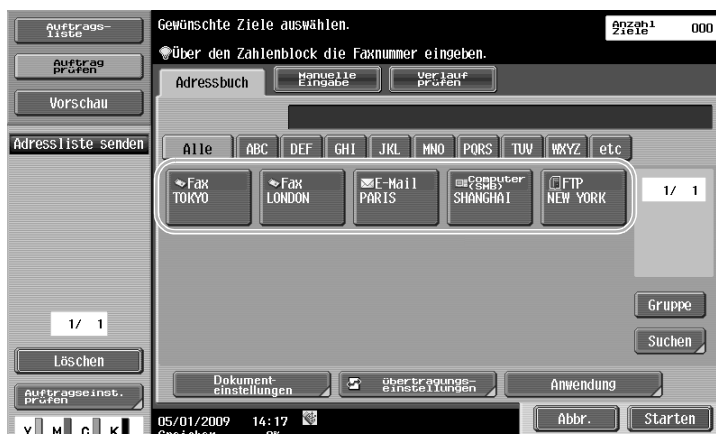 Auftrags-
liste
Auftrag
prüfen
Vorschau
Adressliste senden
1/ 1
Löschen
Auftragseinst.
prüfen
Y M C K
Gewünschte Ziele auswählen.
Über den Zahlenblock die Faxnummer eingeben.
Anzahl
Ziele 000
Adressbuch
Manuelle
Eingabe
Verlauf
prüfen
Alle ABC DEF GHI JKL MNO PQRS TUV WXYZ etc
Fax
TOKYO
Fax
LONDON
E-Mail
PARIS
Computer
(SMB)
SHANGHAI
FTP
NEW YORK
1/ 1
Gruppe
Suchen
Dokument-
einstellungen
übertragungs-
einstellungen
Anwendung
05/01/2009 14:17
Speicher 0%
Abbr.
Starten